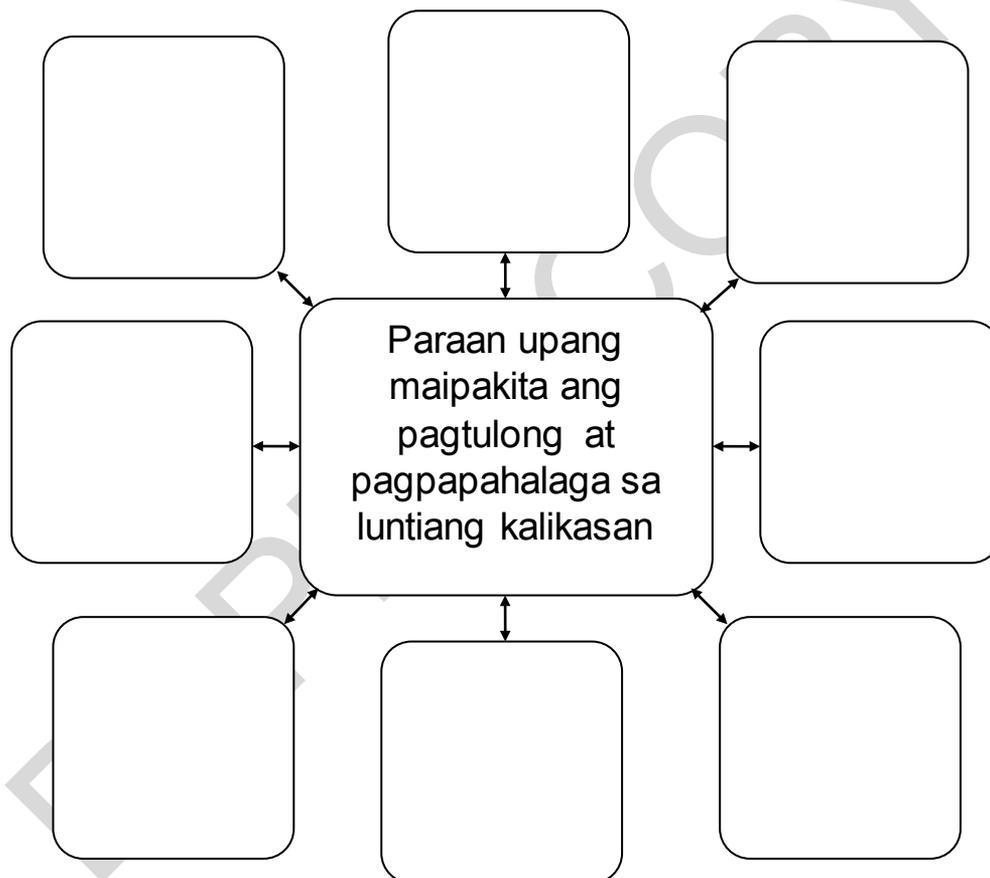 Paraan upang
maipakita ang
pagtulong at
pagpapahalaga sa
luntiang kalikasan